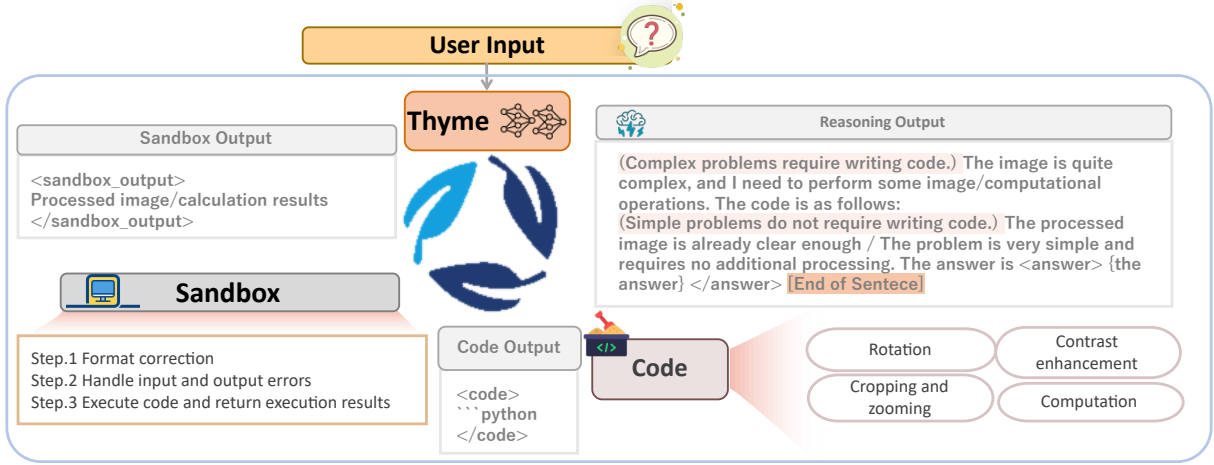 User Input
?
Thyme
Sandbox Output
<sandbox_output>
Processed image/calculation results
</sandbox_output>
Reasoning Output
(Complex problems require writing code.) The image is quite
complex, and I need to perform some image/computational
operations. The code is as follows:
(Simple problems do not require writing code.) The processed
image is already clear enough / The problem is very simple and
requires no additional processing. The answer is <answer> {the
answer} </answer> [End of Sentece]
Sandbox
Step.1 Format correction
Step.2 Handle input and output errors
Step.3 Execute code and return execution results
Code Output
<code>
```python
</code>
</>
Code
Rotation
Contrast
enhancement
Cropping and
zooming
Computation